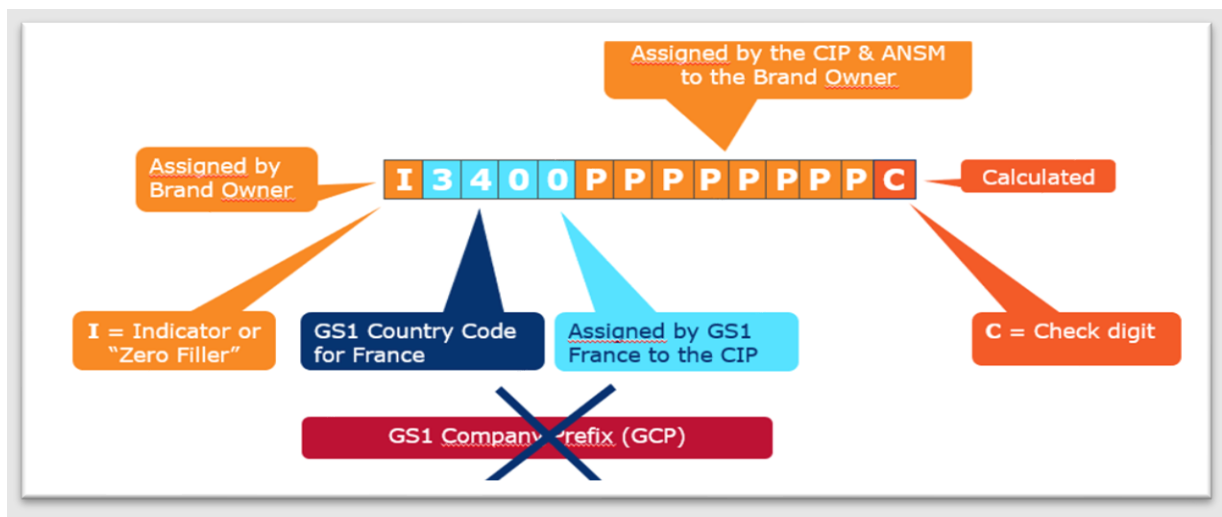 Assigned by the CIP & ANSM
to the Brand Owner
Assigned by
Brand Owner
I 3 4 0 0 P P P P P P P P C
Calculated
I = Indicator or
“Zero Filler”
GS1 Country Code
for France
Assigned by GS1
France to the CIP
C = Check digit
GS1 Company Prefix (GCP)